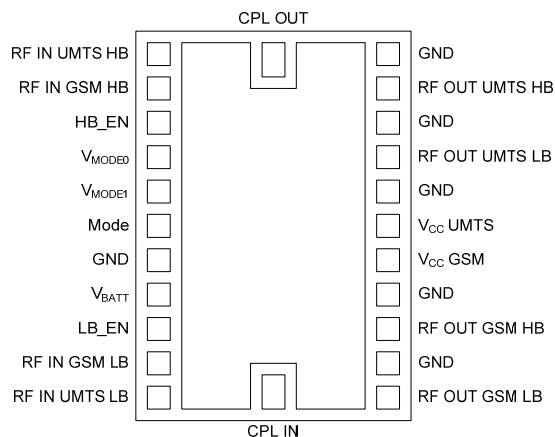 CPL OUT
RF IN UMTS HB
GND
RF IN GSM HB
RF OUT UMTS HB
HB_EN
GND
VMODE0
RF OUT UMTS LB
VMODE1
GND
Mode
VCC UMTS
GND
VCC GSM
VBATT
GND
LB_EN
RF OUT GSM HB
RF IN GSM LB
GND
RF IN UMTS LB
RF OUT GSM LB
CPL IN